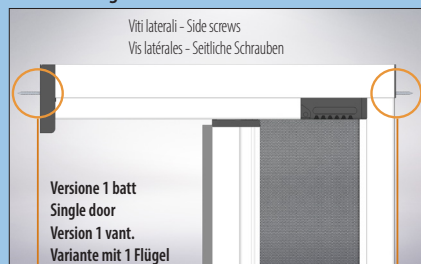 Viti laterali - Side screws
Vis latérales - Seitliche Schrauben
Versione 1 batt
Single door
Version 1 vant.
Variante mit 1 Flügel